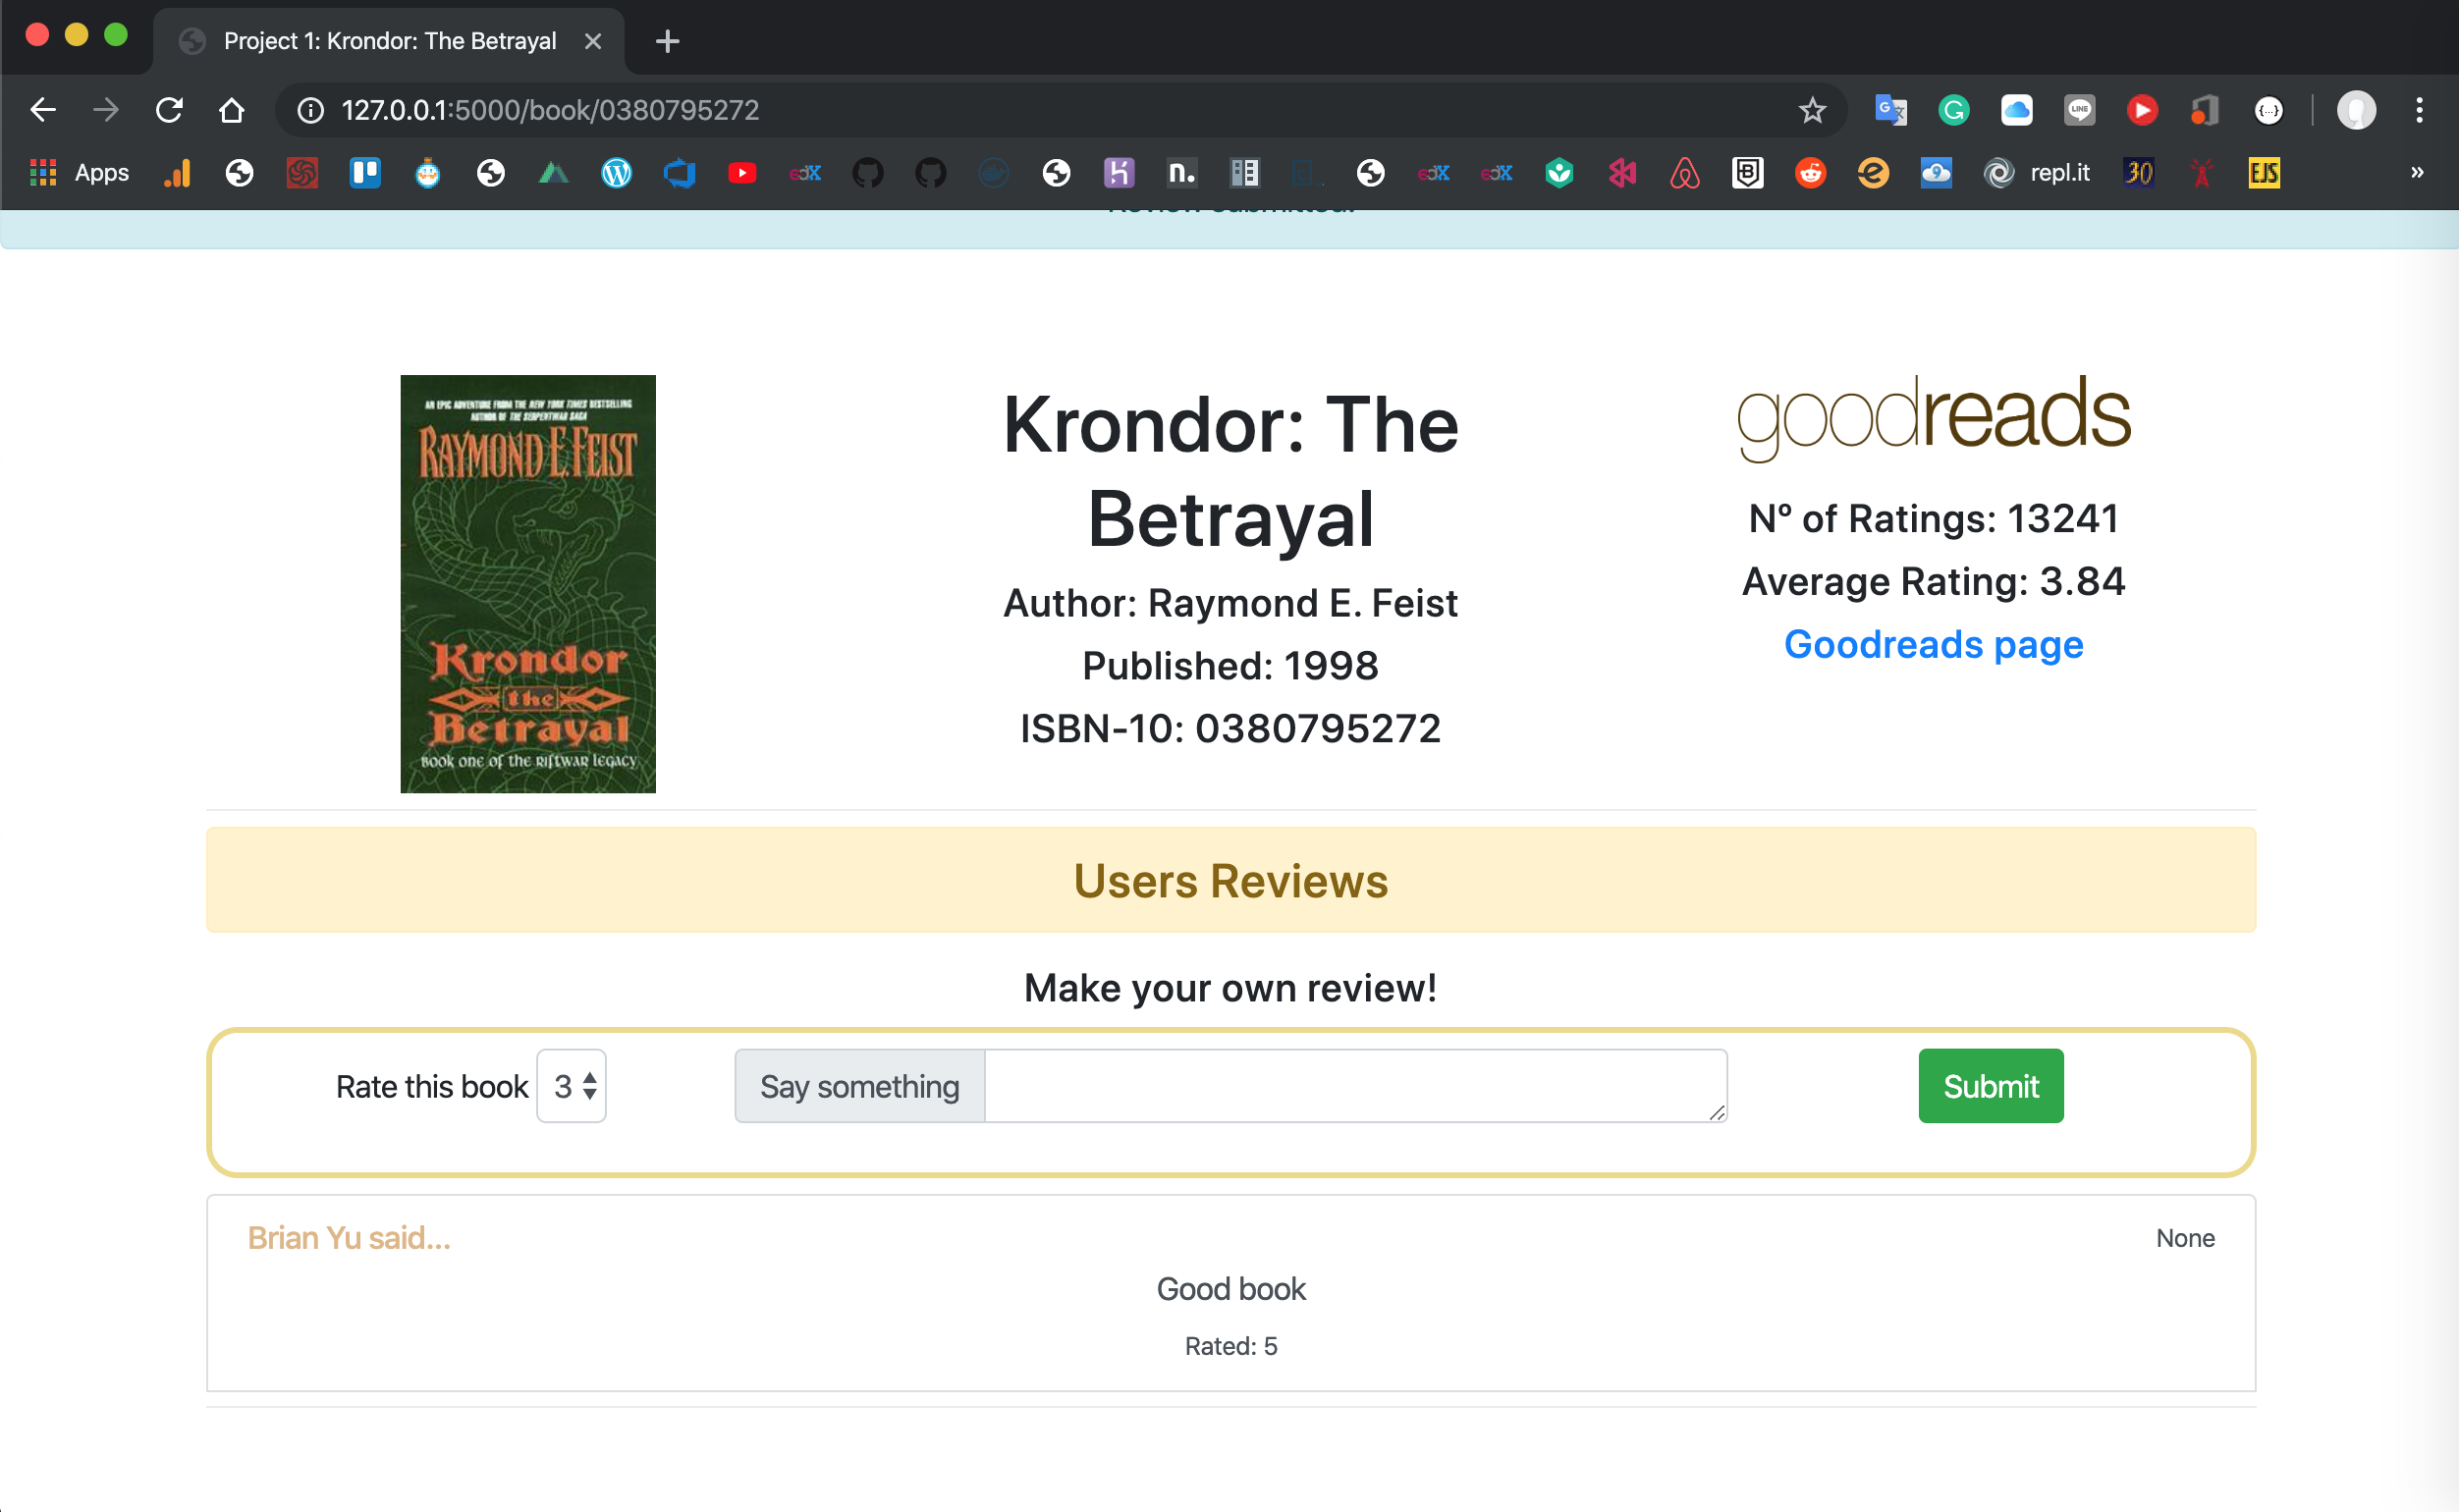 Project 1: Krondor: The Betrayal
127.0.0.1:5000/book/0380795272
Apps
repl.it
30
EJS
Review submitted!
AN EPIC ADVENTURE FROM THE NEW YORK TIMES BESTSELLING
AUTHOR OF THE SERPENTWAR SAGA
RAYMOND E. FEIST
Krondor
the
Betrayal
BOOK ONE OF THE RIFTWAR LEGACY
Krondor: The
Betrayal
Author: Raymond E. Feist
Published: 1998
ISBN-10: 0380795272
goodreads
Nº of Ratings: 13241
Average Rating: 3.84
Goodreads page
Users Reviews
Make your own review!
Rate this book 3
Say something
Submit
Brian Yu said...
None
Good book
Rated: 5